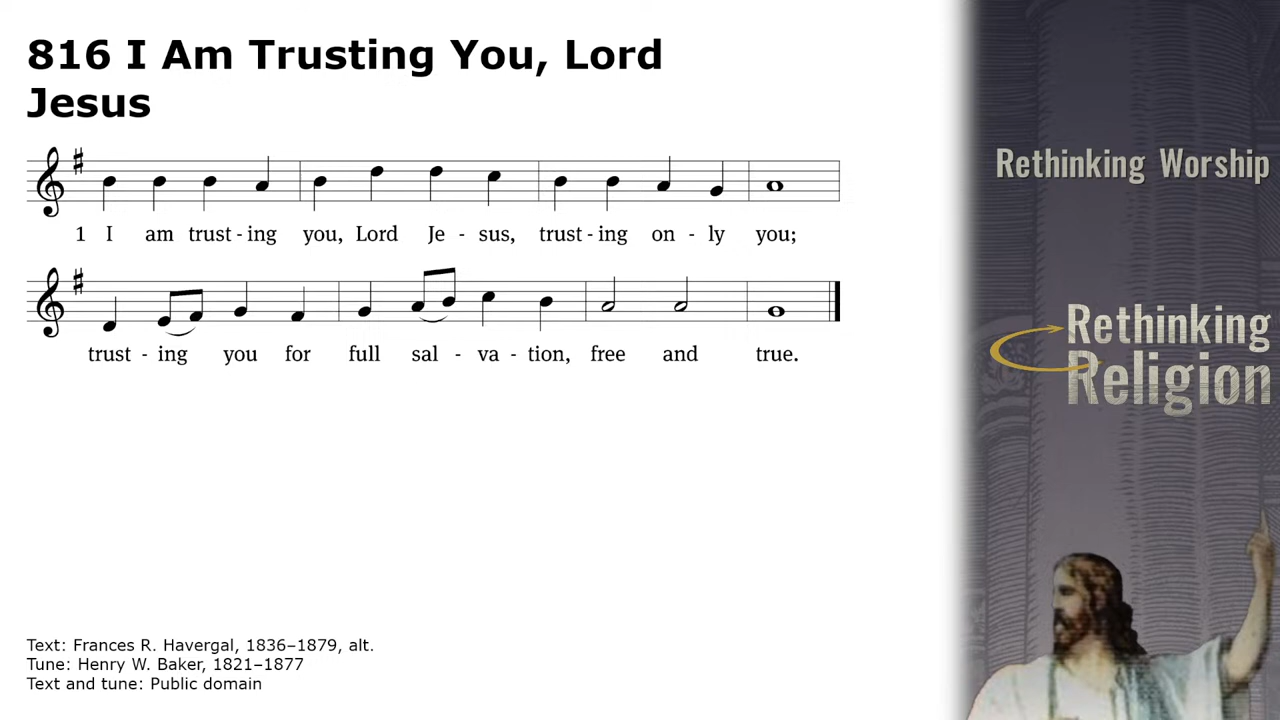 816 I Am Trusting You, Lord
Jesus
1 I am trust - ing you, Lord Je - sus, trust - ing on - ly you;
trust - ing you for full sal - va - tion, free and true.
Text: Frances R. Havergal, 1836–1879, alt.
Tune: Henry W. Baker, 1821–1877
Text and tune: Public domain
Rethinking Worship
Rethinking
Religion